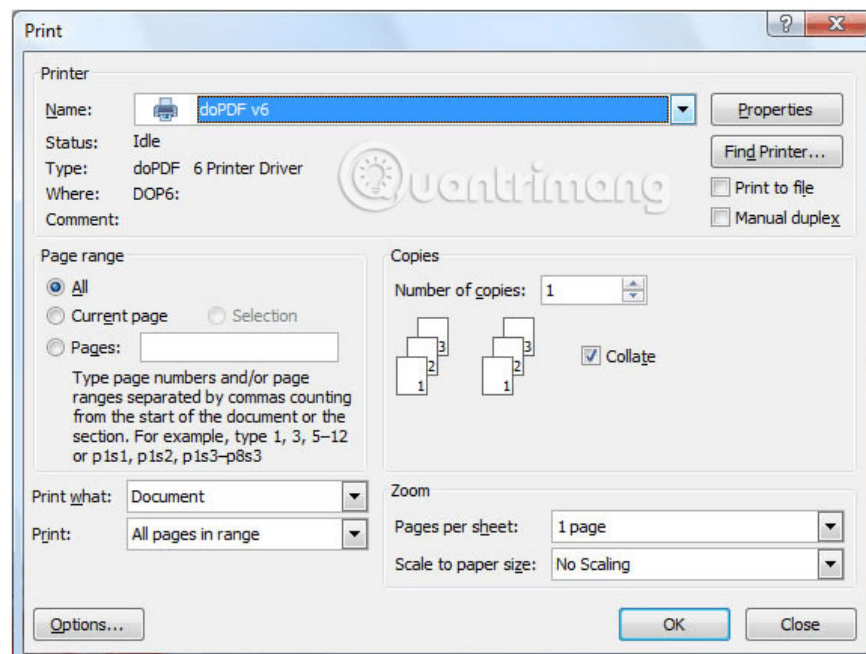 Print
Printer
Name: doPDF v6 Properties
Status: Idle
Type: doPDF 6 Printer Driver Find Printer...
Where: DOP6: Print to file
Comment: Manual duplex
Quantrimang
Page range
All
Current page Selection
Pages:
Type page numbers and/or page
ranges separated by commas counting
from the start of the document or the
section. For example, type 1, 3, 5–12
or p1s1, p1s2, p1s3–p8s3
Copies
Number of copies: 1
3 3
2 2
1 1
Collate
Print what: Document
Print: All pages in range
Zoom
Pages per sheet: 1 page
Scale to paper size: No Scaling
Options... OK Close